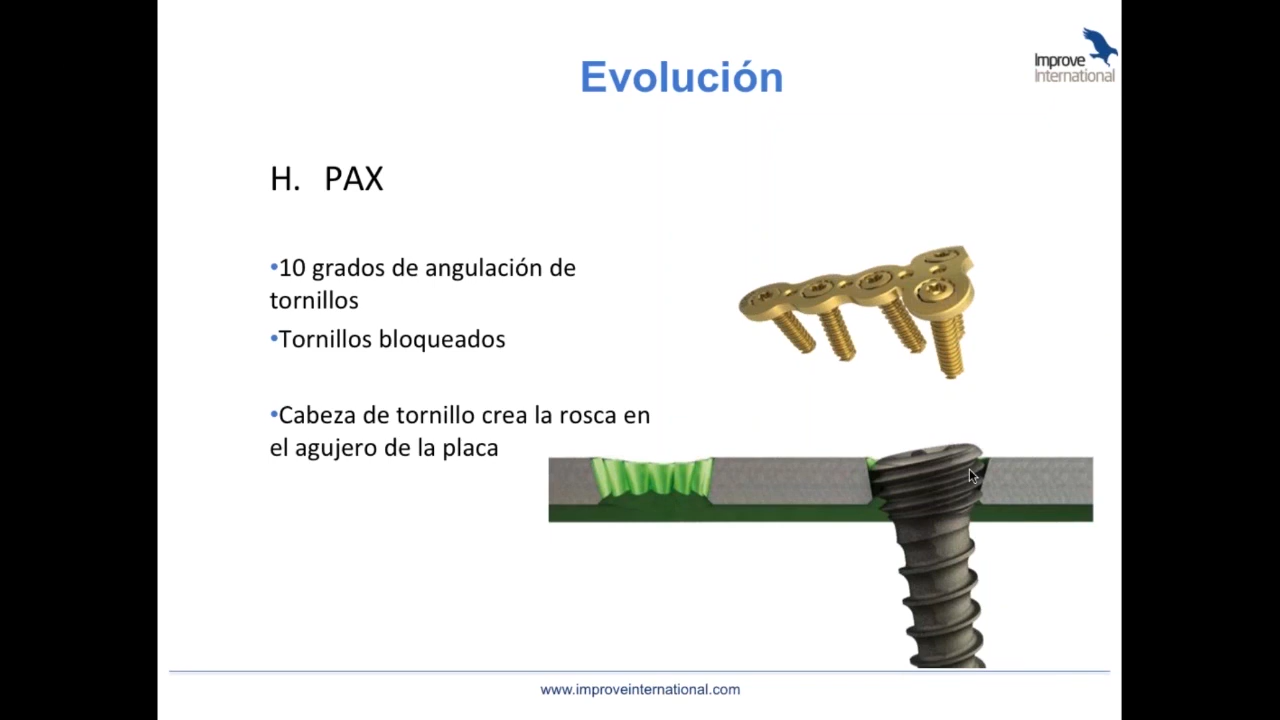 Evolución
Improve
International
H. PAX
•10 grados de angulación de
tornillos
•Tornillos bloqueados
•Cabeza de tornillo crea la rosca en
el agujero de la placa
www.improveinternational.com